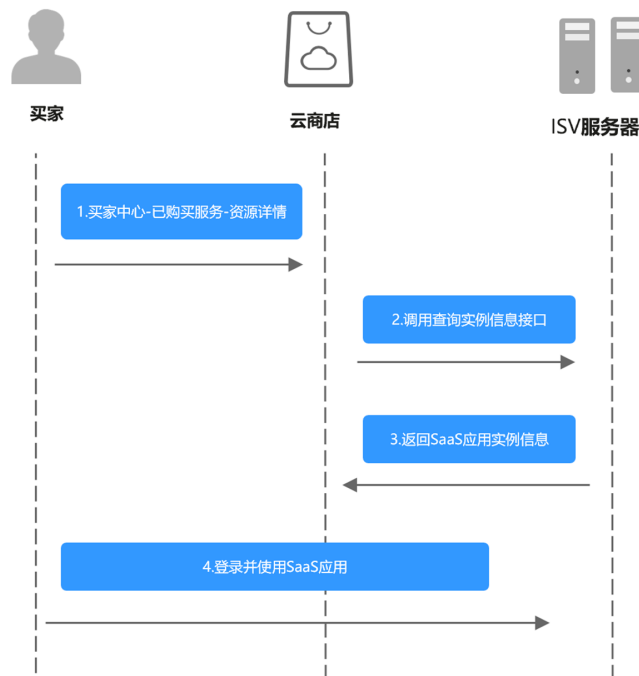 买家
云商店
ISV服务器
1.买家中心-已购买服务-资源详情
2.调用查询实例信息接口
3.返回SaaS应用实例信息
4.登录并使用SaaS应用